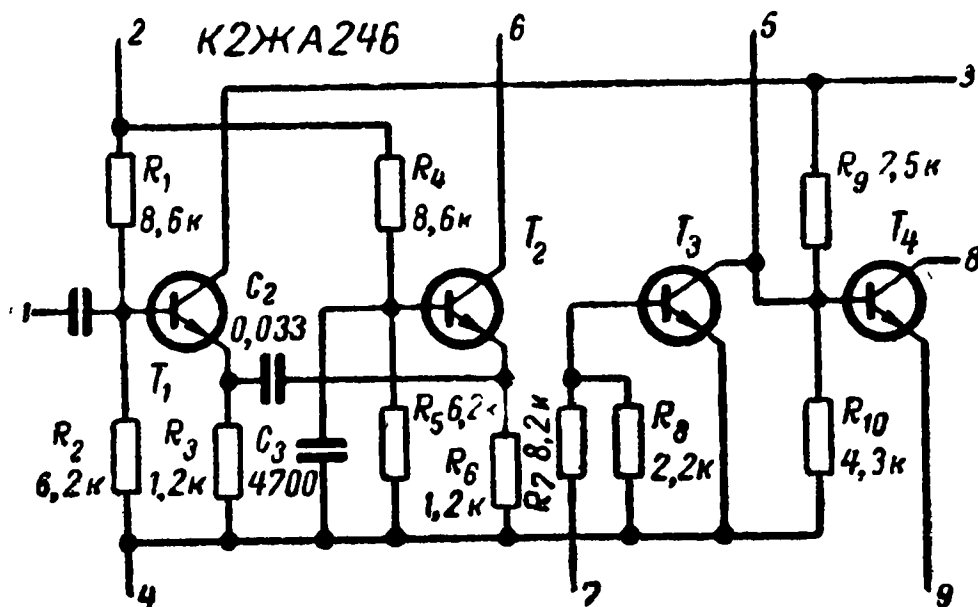 2
К2ЖА246
6
5
3
R1
8,6к
R4
8,6к
R9 7,5к
T2
T3
T4
8
1
C2
0,033
T1
R2
6,2к
R3
1,2к
C3
4700
R5 6,2к
R6
1,2к
R7 8,2к
R8
2,2к
R10
4,3к
4
7
9